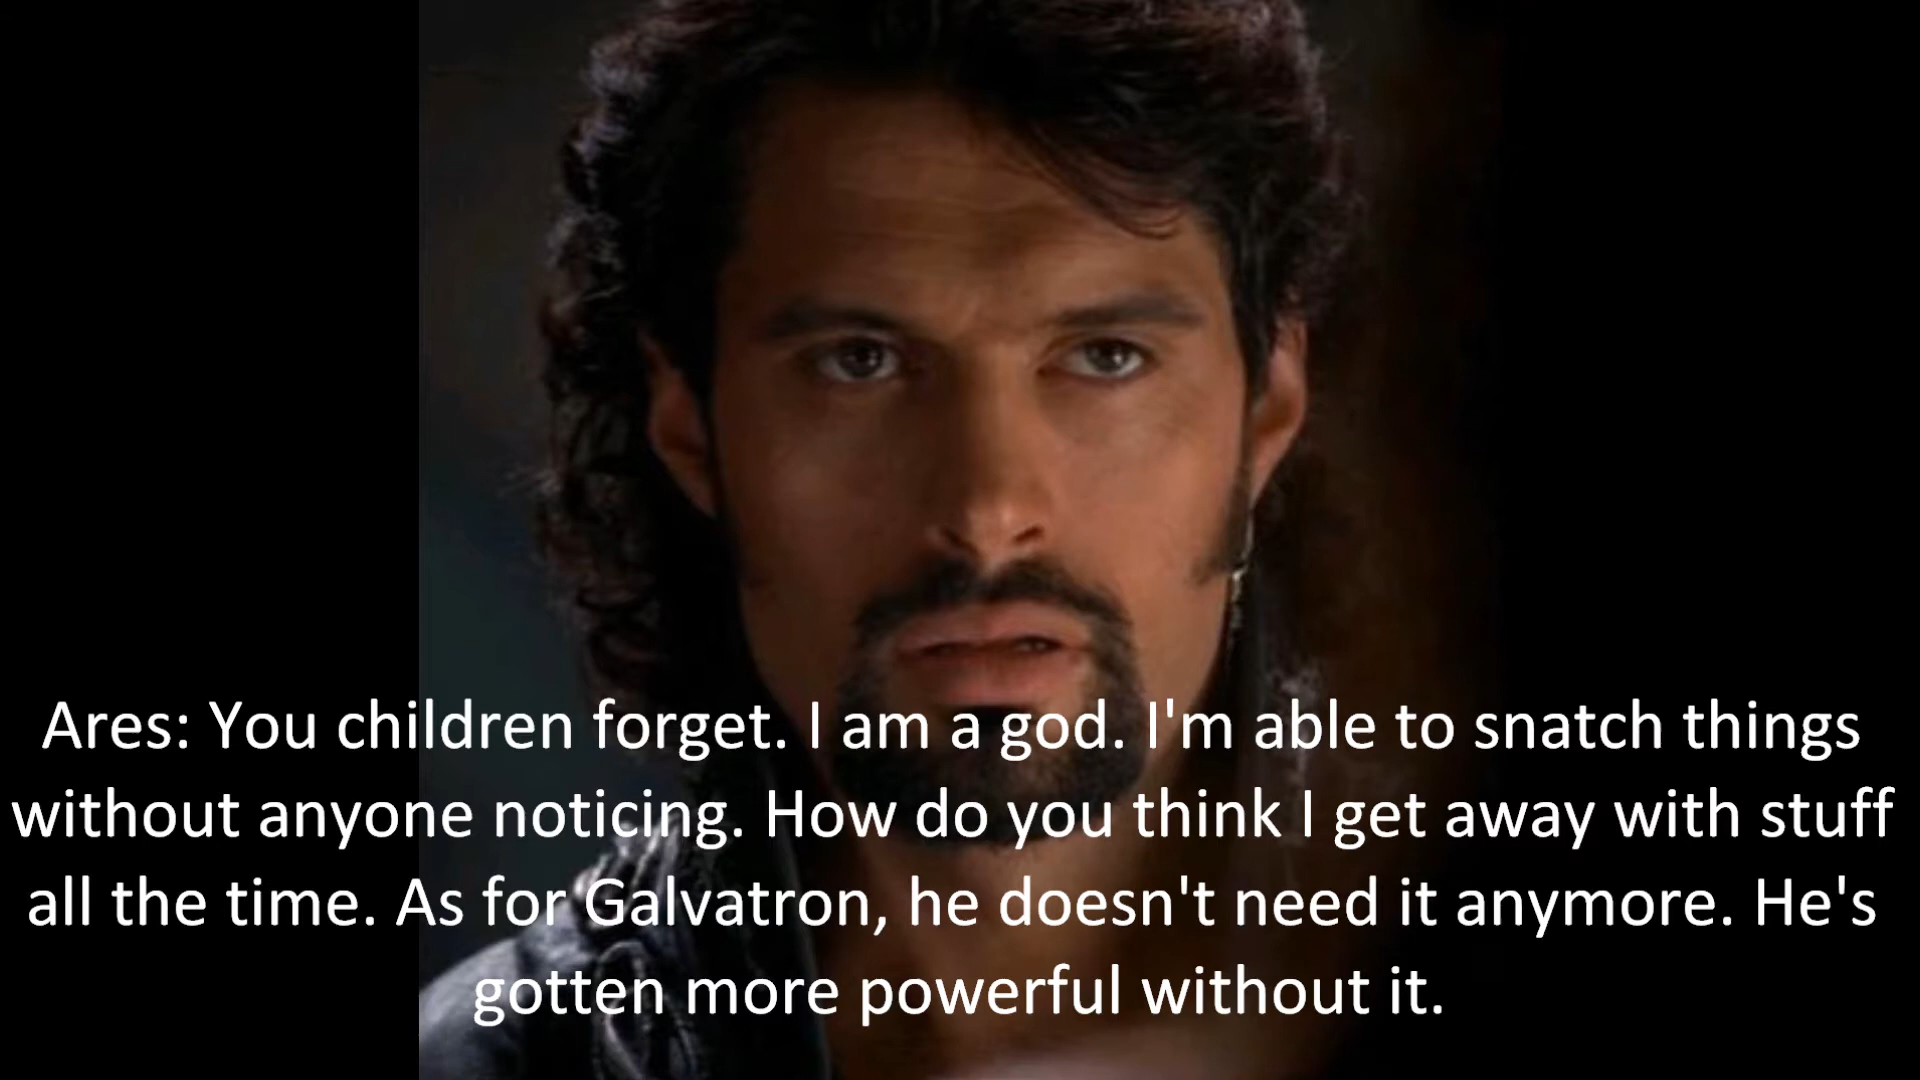 Ares: You children forget. I am a god. I'm able to snatch things
without anyone noticing. How do you think I get away with stuff
all the time. As for Galvatron, he doesn't need it anymore. He's
gotten more powerful without it.